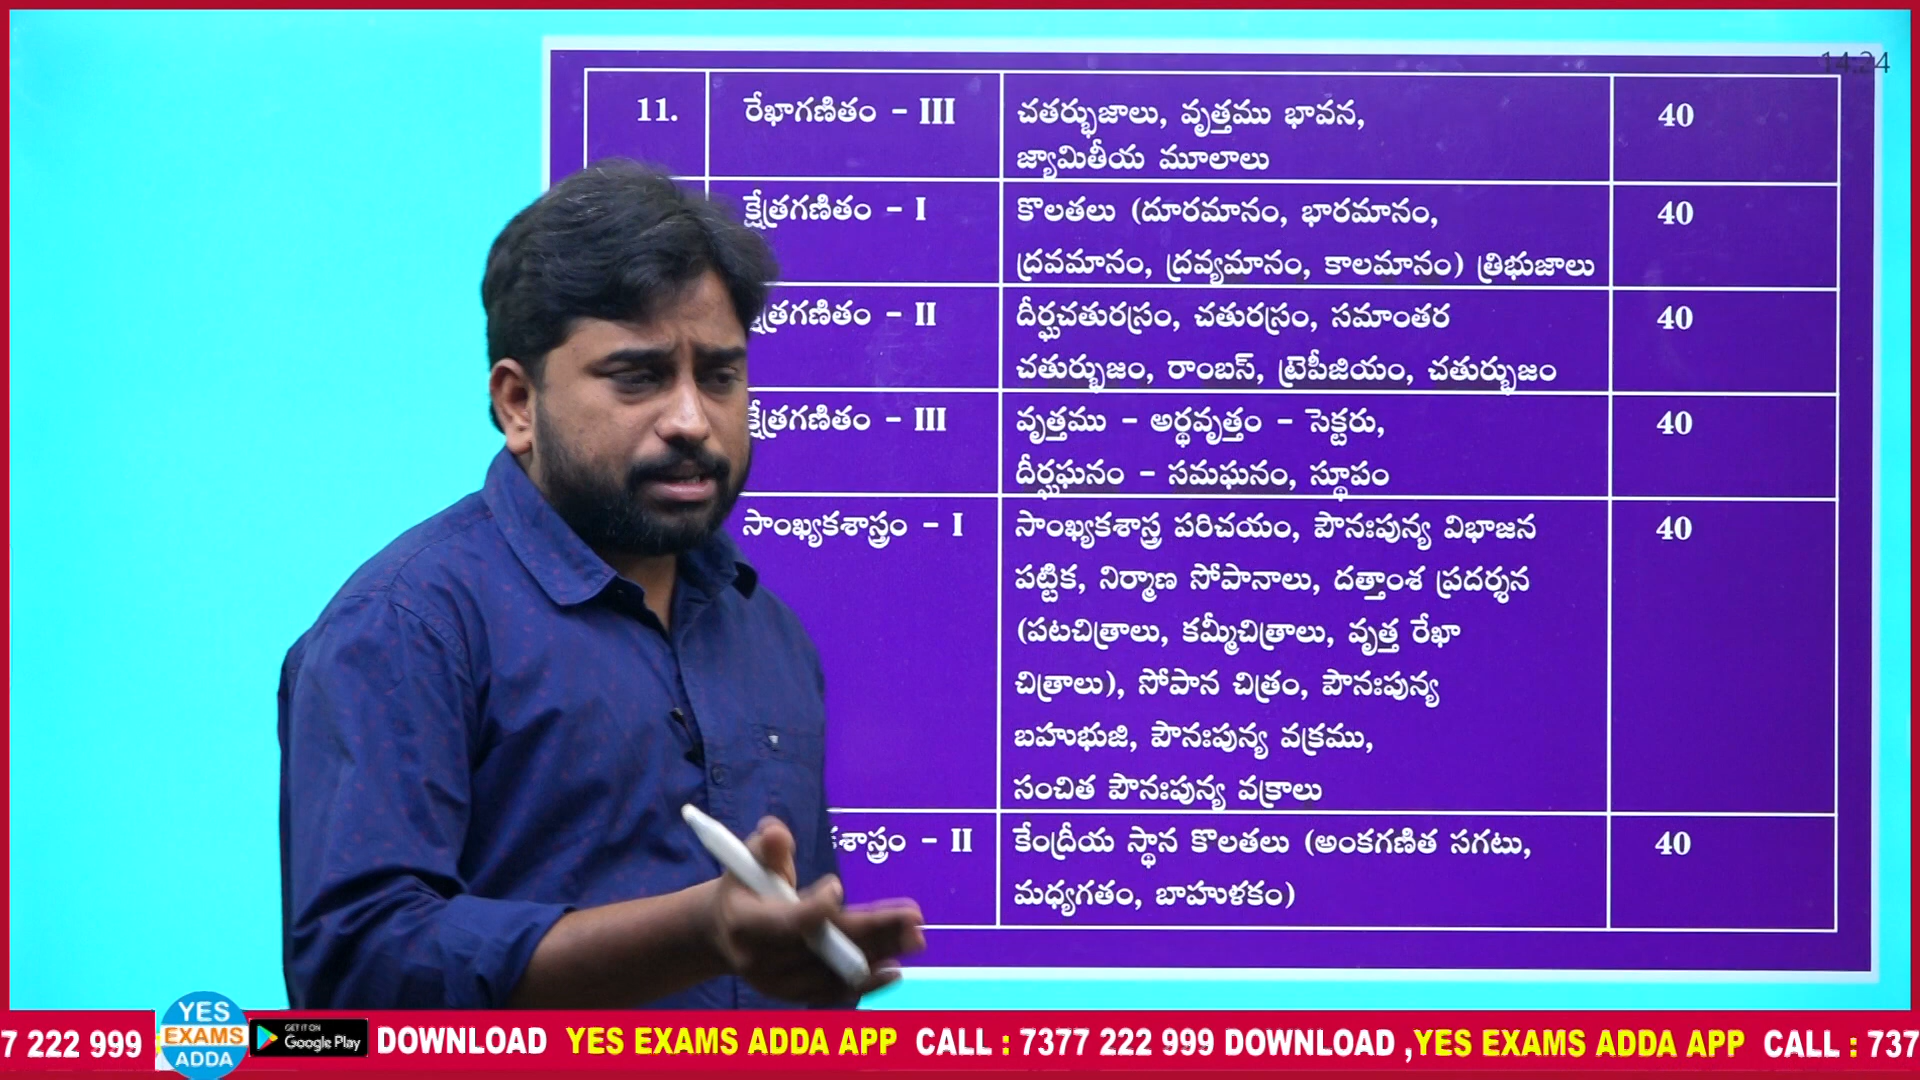 14:24
11. రేఖాగణితం - III చతర్భుజాలు, వృత్తము భావన, 40
జ్యామితీయ మూలాలు
క్షేత్రగణితం - I కొలతలు (దూరమానం, భారమానం, 40
ద్రవమానం, ద్రవ్యమానం, కాలమానం) త్రిభుజాలు
క్షేత్రగణితం - II దీర్ఘచతురస్రం, చతురస్రం, సమాంతర 40
చతుర్భుజం, రాంబస్, ట్రెపీజియం, చతుర్భుజం
క్షేత్రగణితం - III వృత్తము - అర్థవృత్తం - సెక్టరు, 40
దీర్ఘఘనం - సమఘనం, స్థూపం
సాంఖ్యకశాస్త్రం - I సాంఖ్యకశాస్త్ర పరిచయం, పౌనఃపున్య విభాజన 40
పట్టిక, నిర్మాణ సోపానాలు, దత్తాంశ ప్రదర్శన
(పటచిత్రాలు, కమ్మీచిత్రాలు, వృత్త రేఖా
చిత్రాలు), సోపాన చిత్రం, పౌనఃపున్య
బహుభుజి, పౌనఃపున్య వక్రము,
సంచిత పౌనఃపున్య వక్రాలు
కశాస్త్రం - II కేంద్రీయ స్థాన కొలతలు (అంకగణిత సగటు, 40
మధ్యగతం, బాహుళకం)
7 222 999 YES EXAMS ADDA GET IT ON Google Play DOWNLOAD YES EXAMS ADDA APP CALL : 7377 222 999 DOWNLOAD ,YES EXAMS ADDA APP CALL : 737